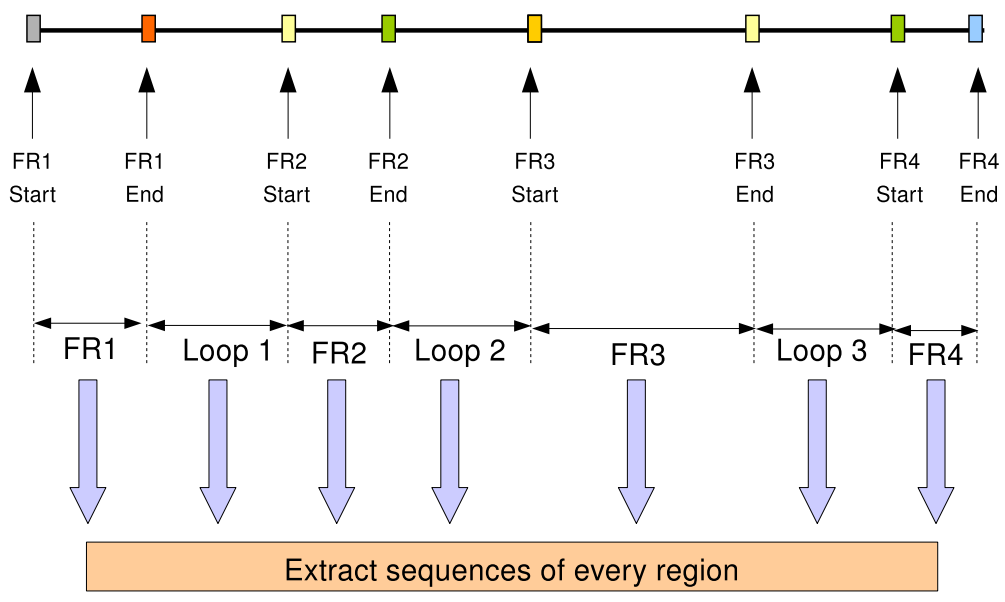 FR1 FR1 FR2 FR2 FR3 FR3 FR4 FR4
Start End Start End Start End Start End
FR1 Loop 1 FR2 Loop 2 FR3 Loop 3 FR4
Extract sequences of every region